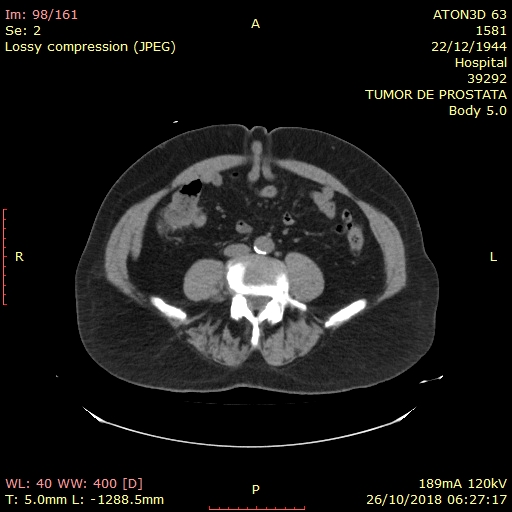 Im: 98/161
Se: 2
Lossy compression (JPEG)
A
ATON3D 63
1581
22/12/1944
Hospital
39292
TUMOR DE PROSTATA
Body 5.0
R
L
WL: 40 WW: 400 [D]
T: 5.0mm L: -1288.5mm
P
189mA 120kV
26/10/2018 06:27:17